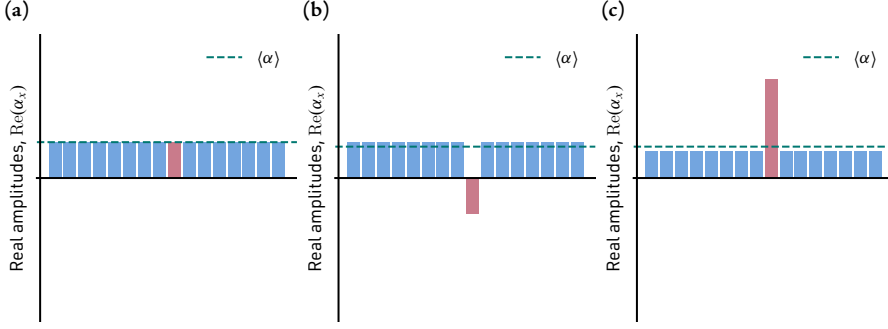 (a)
Real amplitudes, Re(αₓ)
⟨α⟩
(b)
Real amplitudes, Re(αₓ)
⟨α⟩
(c)
Real amplitudes, Re(αₓ)
⟨α⟩